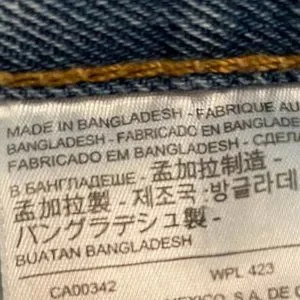 MADE IN BANGLADESH - FABRIQUE AU
BANGLADESH - FABRICADO EN BANGLADE
FABRICADO EM BANGLADESH - СДЕЛА
В БАНГЛАДЕШЕ - 孟加拉制造 -
孟加拉製 - 제조국:방글라데
バングラデシュ製 -
BUATAN BANGLADESH
CA00342 WPL 423
S.A. DE C